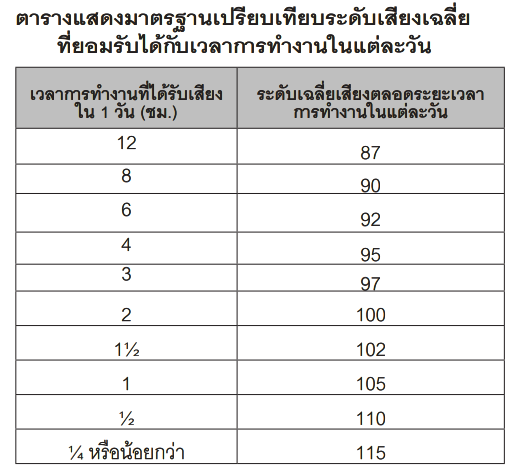 ตารางแสดงมาตรฐานเปรียบเทียบระดับเสียงเฉลี่ย
ที่ยอมรับได้กับเวลาการทำงานในแต่ละวัน
เวลาการทำงานที่ได้รับเสียง
ใน 1 วัน (ชม.)
ระดับเฉลี่ยเสียงตลอดระยะเวลา
การทำงานในแต่ละวัน
12 87
8 90
6 92
4 95
3 97
2 100
1½ 102
1 105
½ 110
¼ หรือน้อยกว่า 115